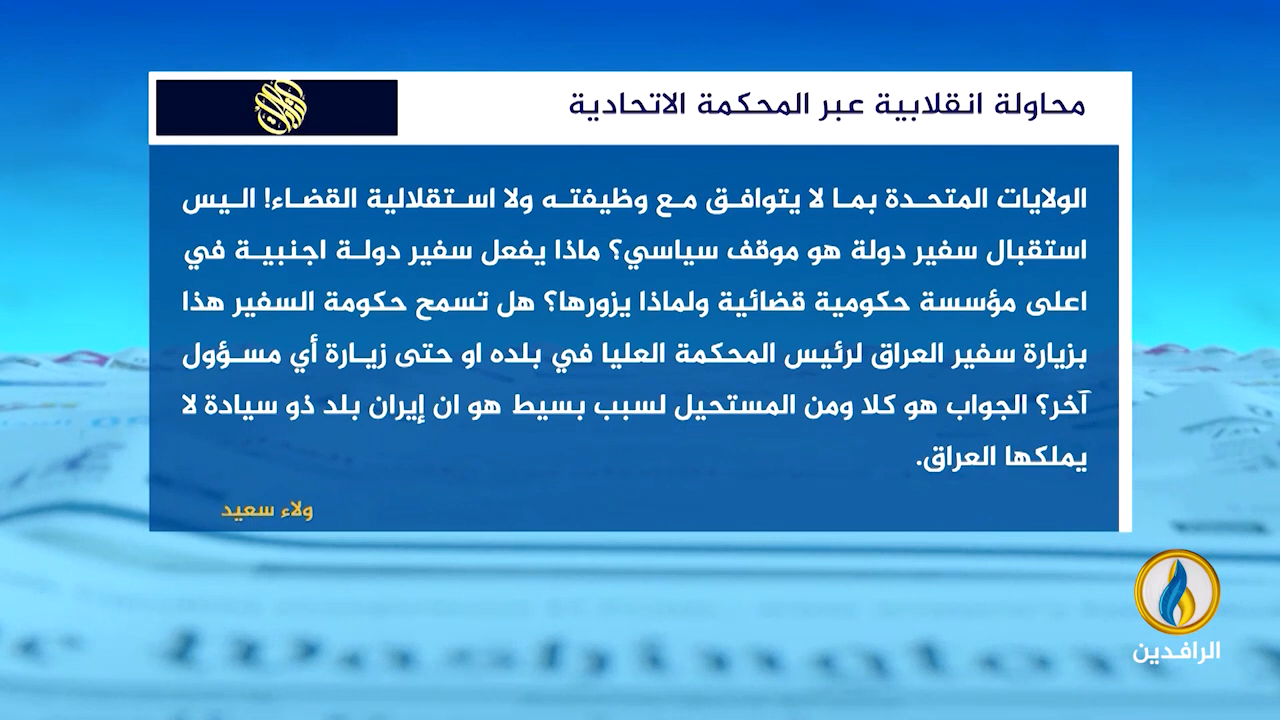 محاولة انقلابية عبر المحكمة الاتحادية
الولايات المتحدة بما لا يتوافق مع وظيفته ولا استقلالية القضاء! اليس
استقبال سفير دولة هو موقف سياسي؟ ماذا يفعل سفير دولة اجنبية في
اعلى مؤسسة حكومية قضائية ولماذا يزورها؟ هل تسمح حكومة السفير هذا
بزيارة سفير العراق لرئيس المحكمة العليا في بلده او حتى زيارة أي مسؤول
آخر؟ الجواب هو كلا ومن المستحيل لسبب بسيط هو ان إيران بلد ذو سيادة لا
يملكها العراق.
ولاء سعيد
الرافدين
Washington